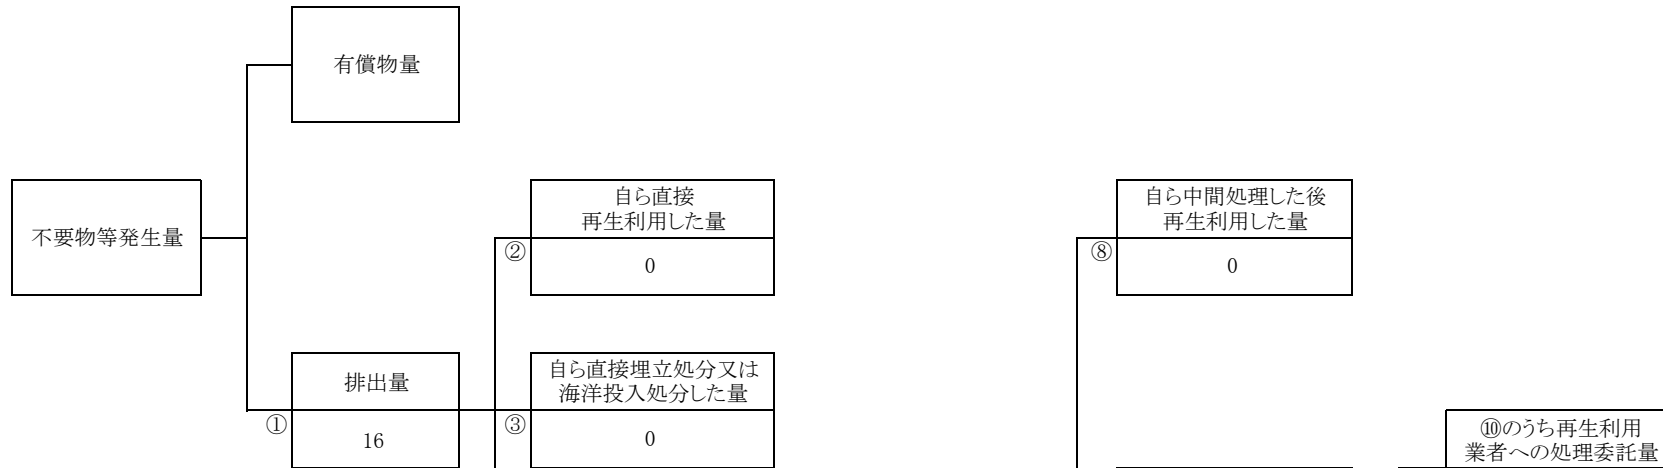 有償物量
不要物等発生量
自ら直接
再生利用した量
②
0
自ら中間処理した後
再生利用した量
⑧
0
排出量
①
16
自ら直接埋立処分又は
海洋投入処分した量
③
0
⑩のうち再生利用
業者への処理委託量